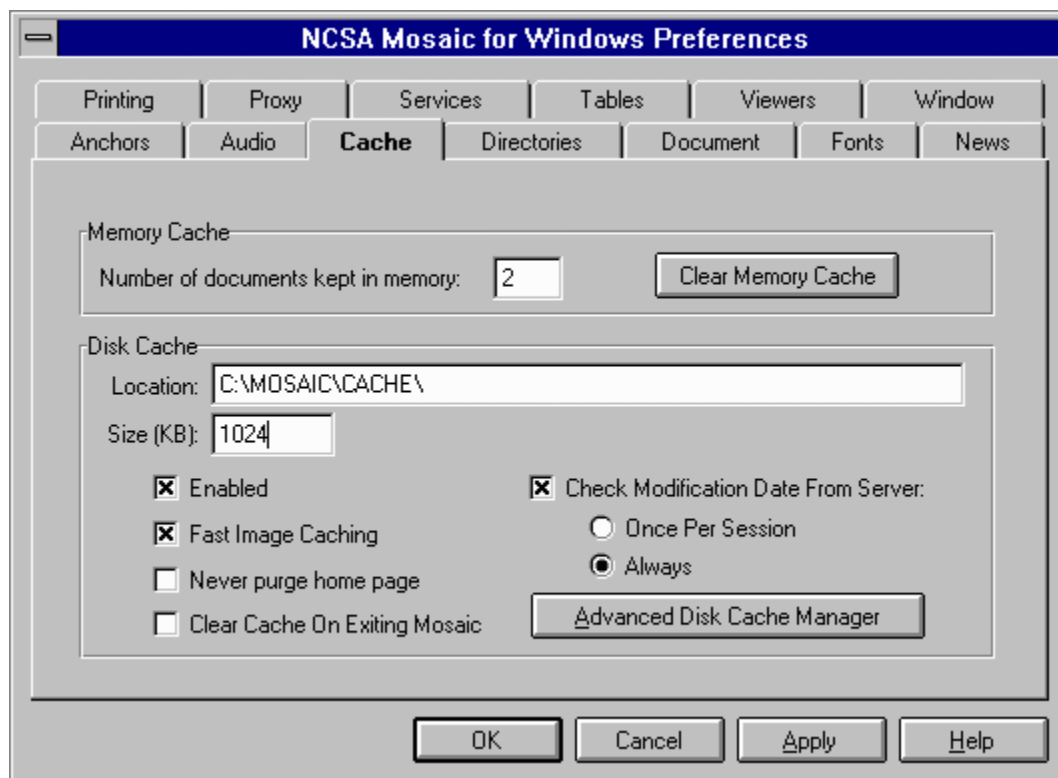 NCSA Mosaic for Windows Preferences
Printing Proxy Services Tables Viewers Window
Anchors Audio Cache Directories Document Fonts News
Memory Cache
Number of documents kept in memory: 2 Clear Memory Cache
Disk Cache
Location: C:\MOSAIC\CACHE\
Size (KB): 1024
Enabled Check Modification Date From Server:
Fast Image Caching Once Per Session
Never purge home page Always
Clear Cache On Exiting Mosaic Advanced Disk Cache Manager
OK Cancel Apply Help